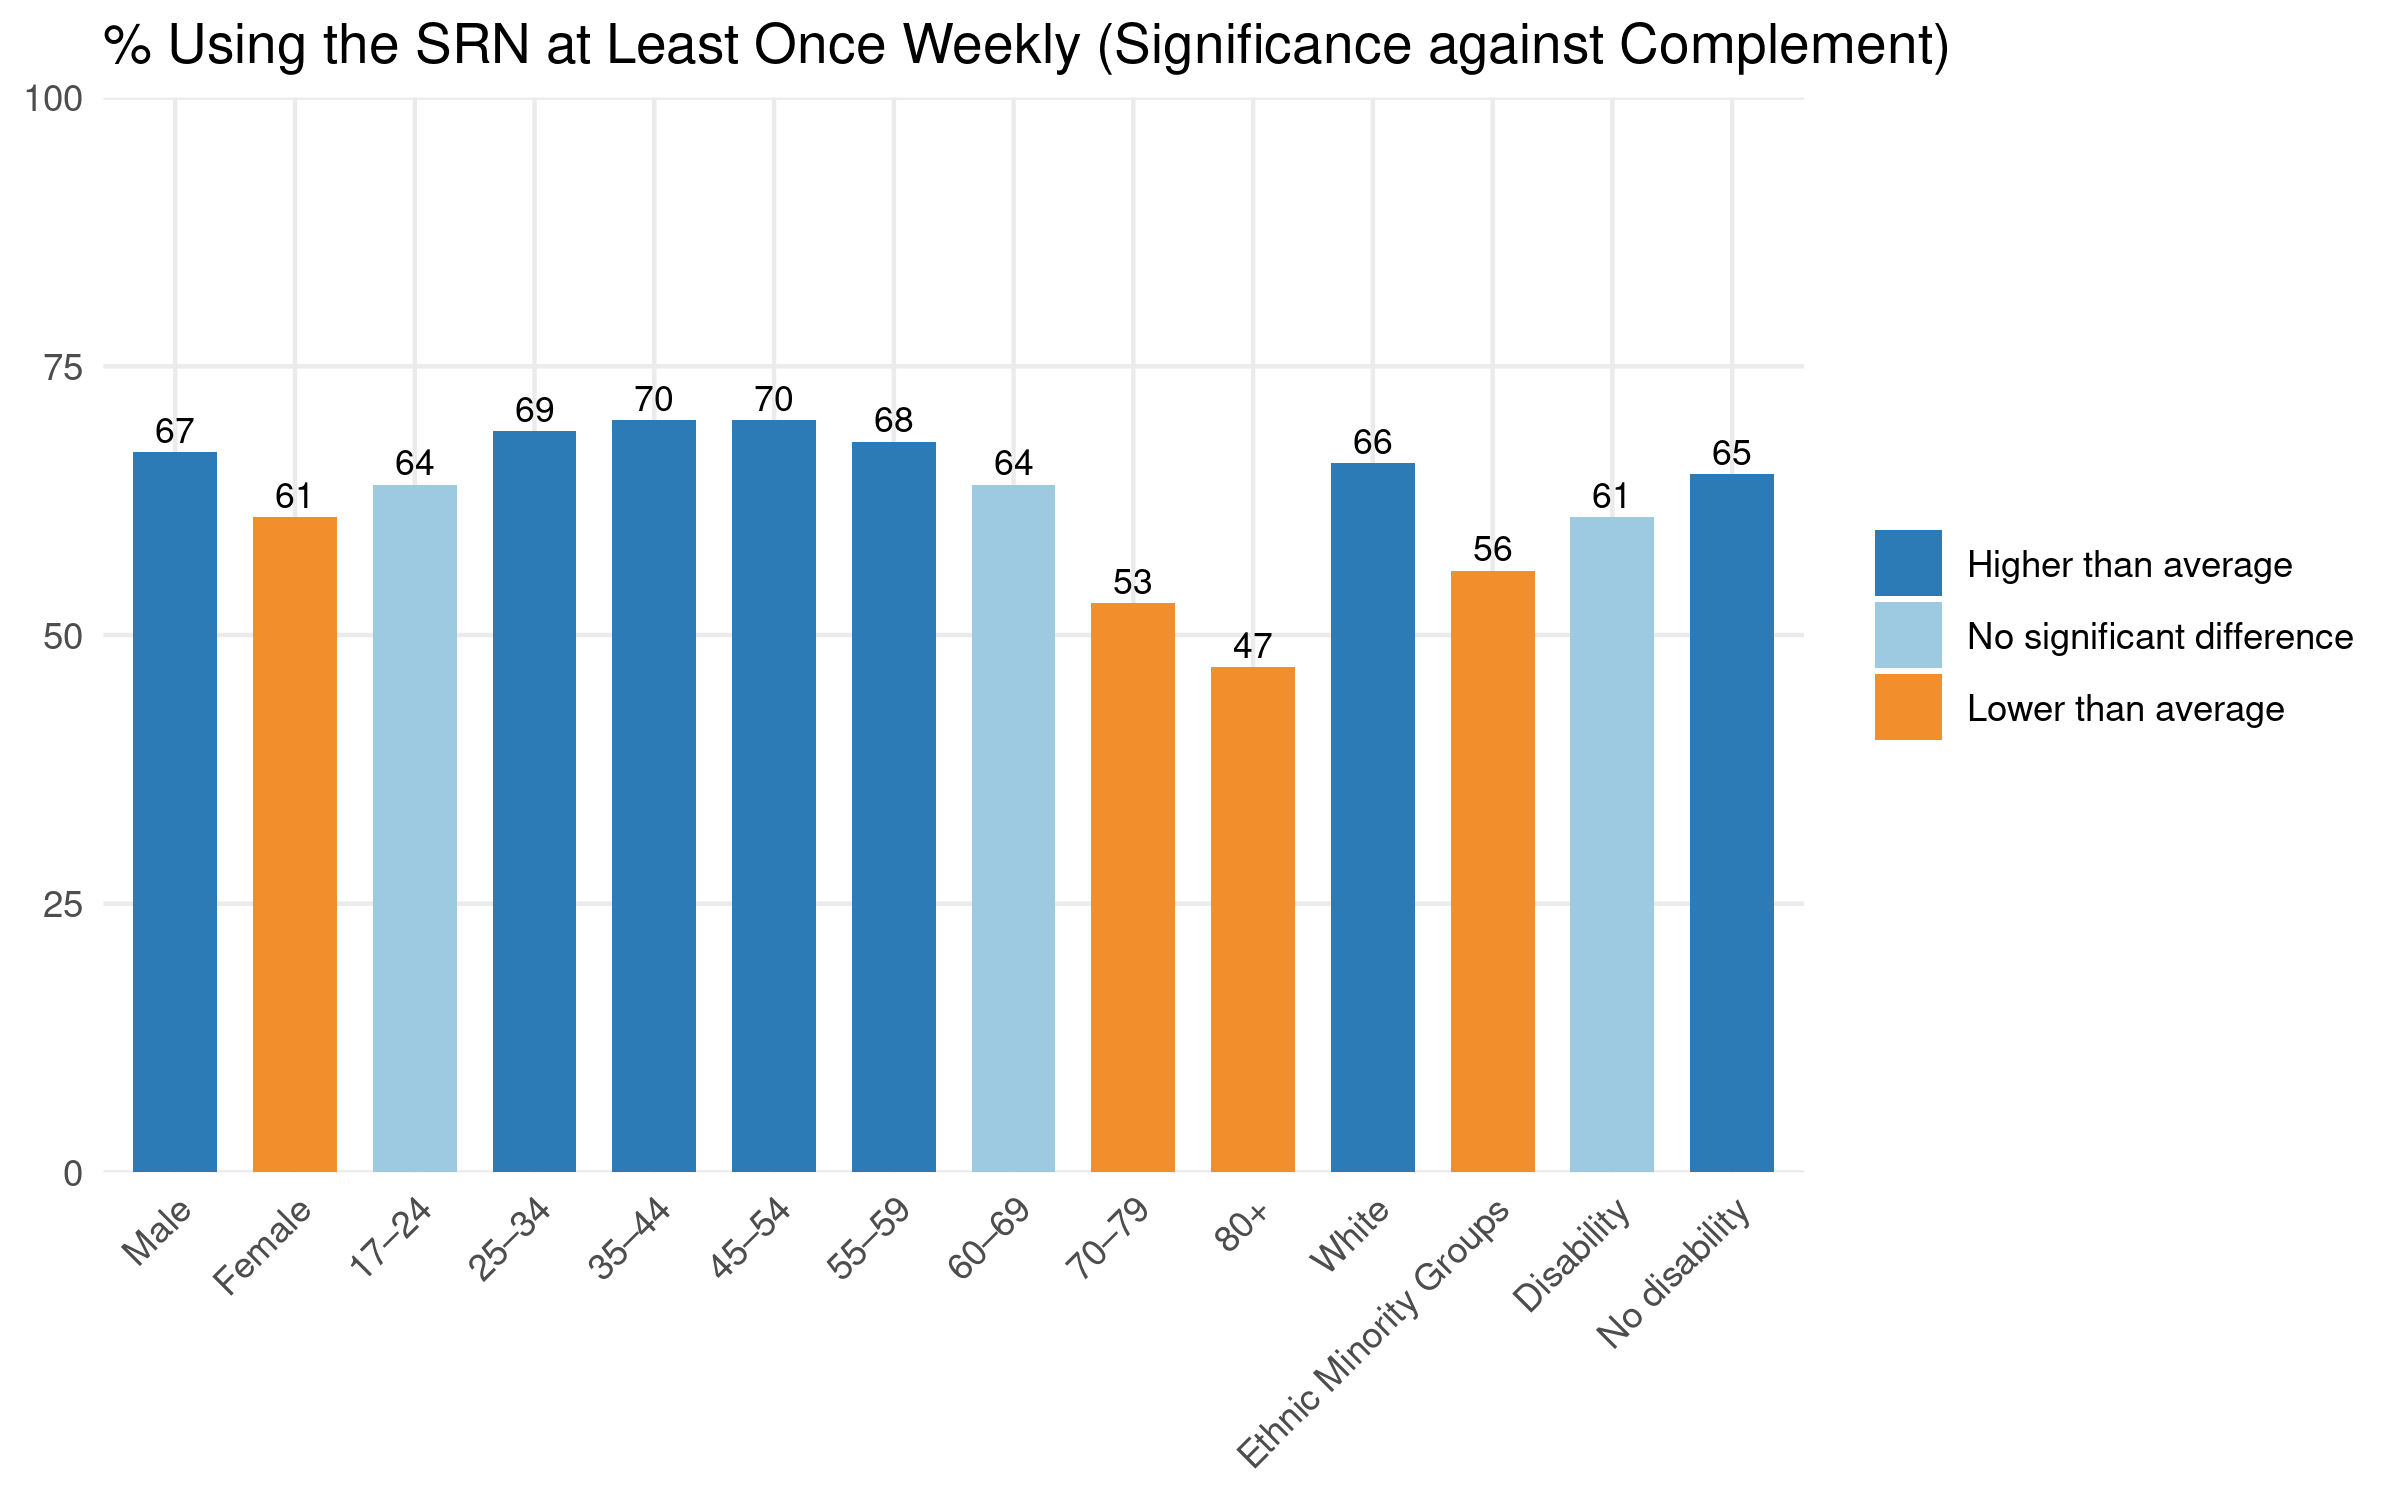 % Using the SRN at Least Once Weekly (Significance against Complement)
100
75
50
25
0
67
61
64
69
70
70
68
64
53
47
66
56
61
65
Male
Female
17–24
25–34
35–44
45–54
55–59
60–69
70–79
80+
White
Ethnic Minority Groups
Disability
No disability
Higher than average
No significant difference
Lower than average